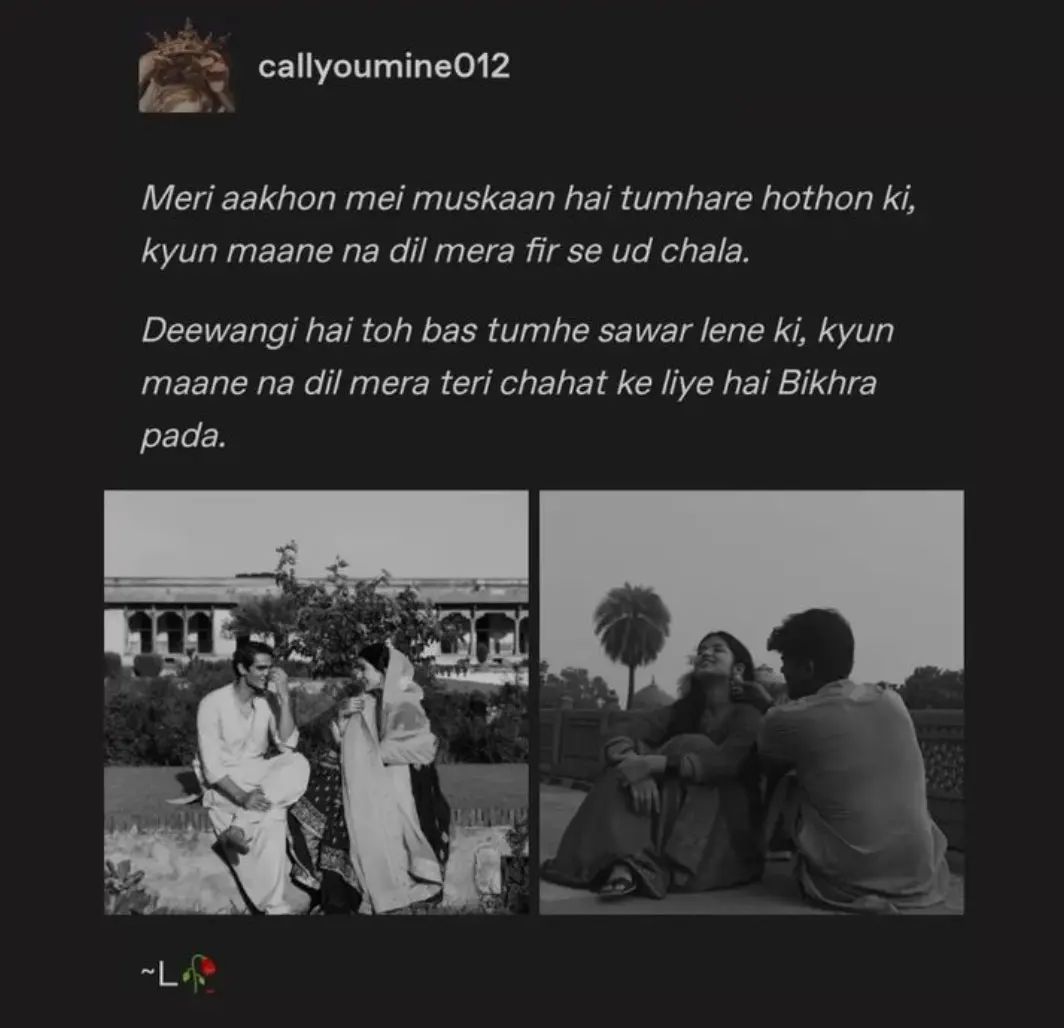 callyoumine012
Meri aakhon mei muskaan hai tumhare hothon ki,
kyun maane na dil mera fir se ud chala.
Deewangi hai toh bas tumhe sawar lene ki, kyun
maane na dil mera teri chahat ke liye hai Bikhra
pada.
~L🥀